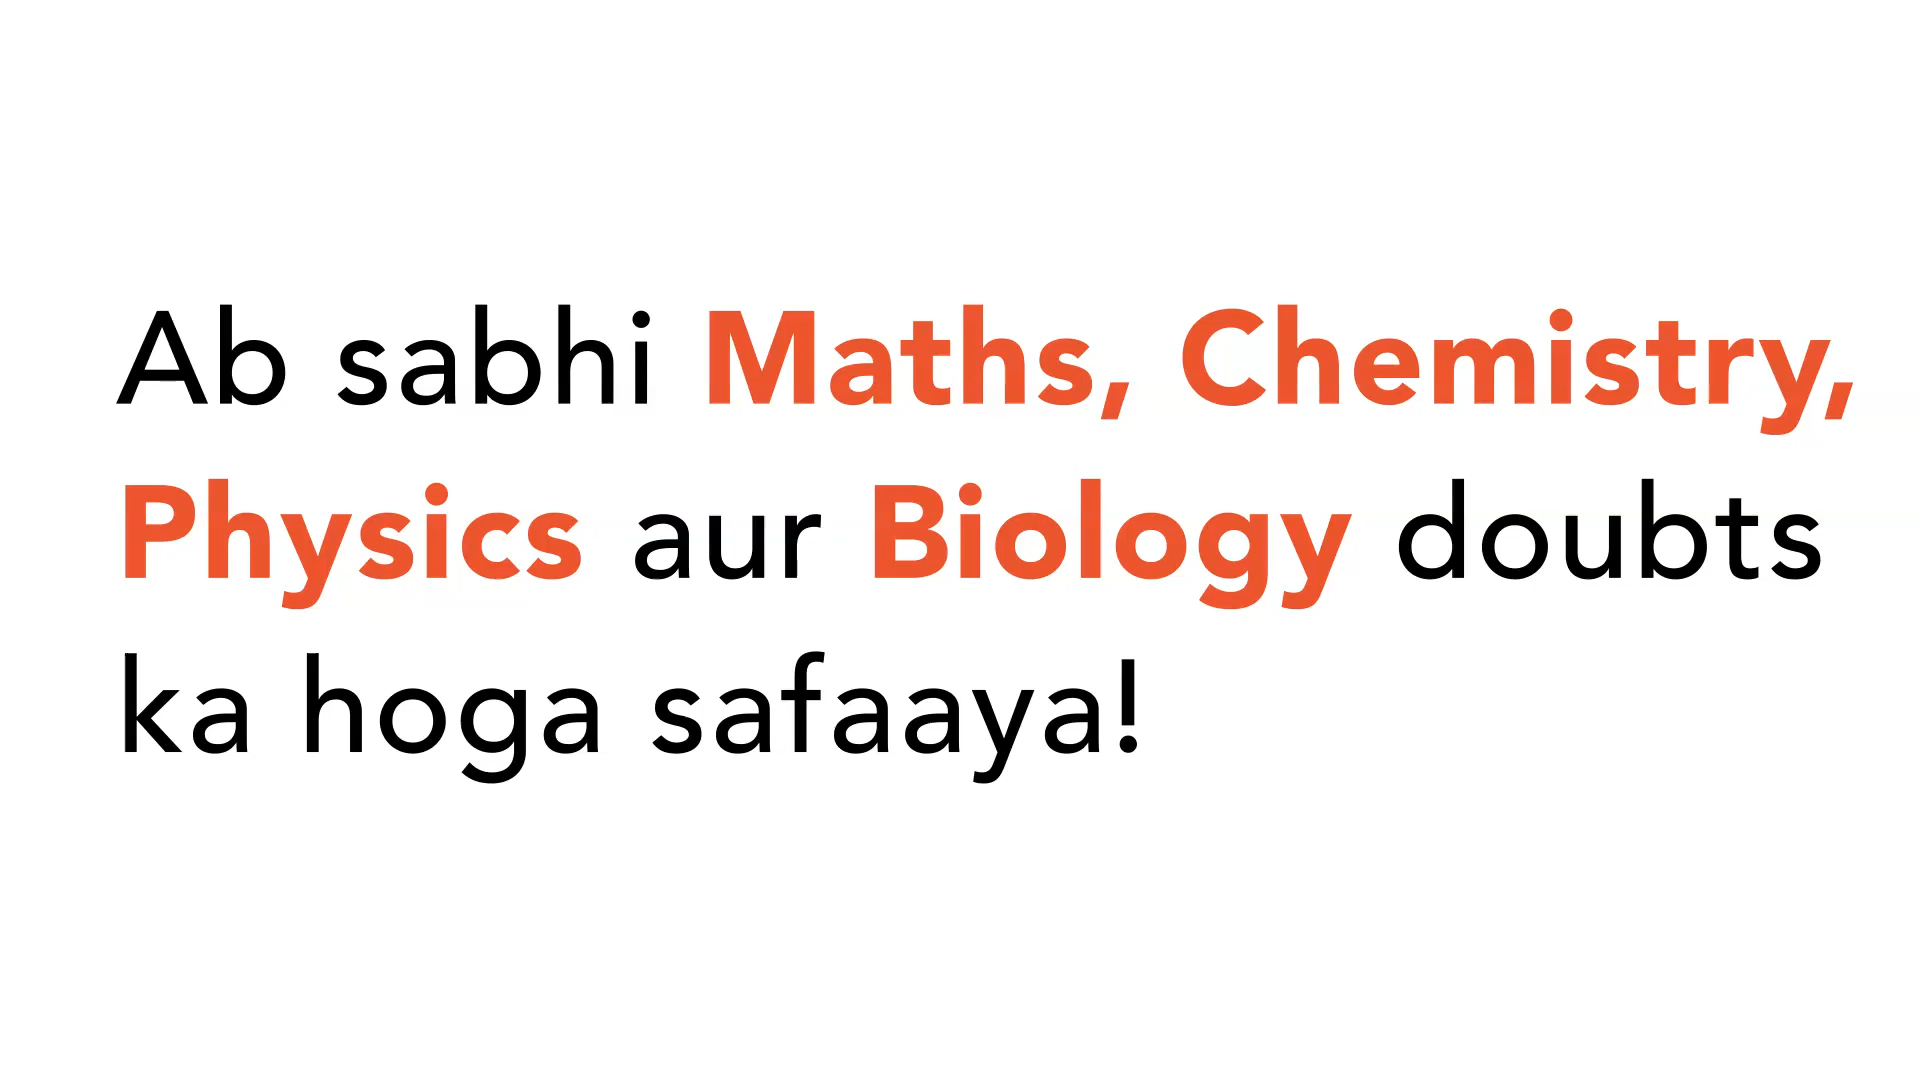 Ab sabhi Maths, Chemistry,
Physics aur Biology doubts
ka hoga safaaya!